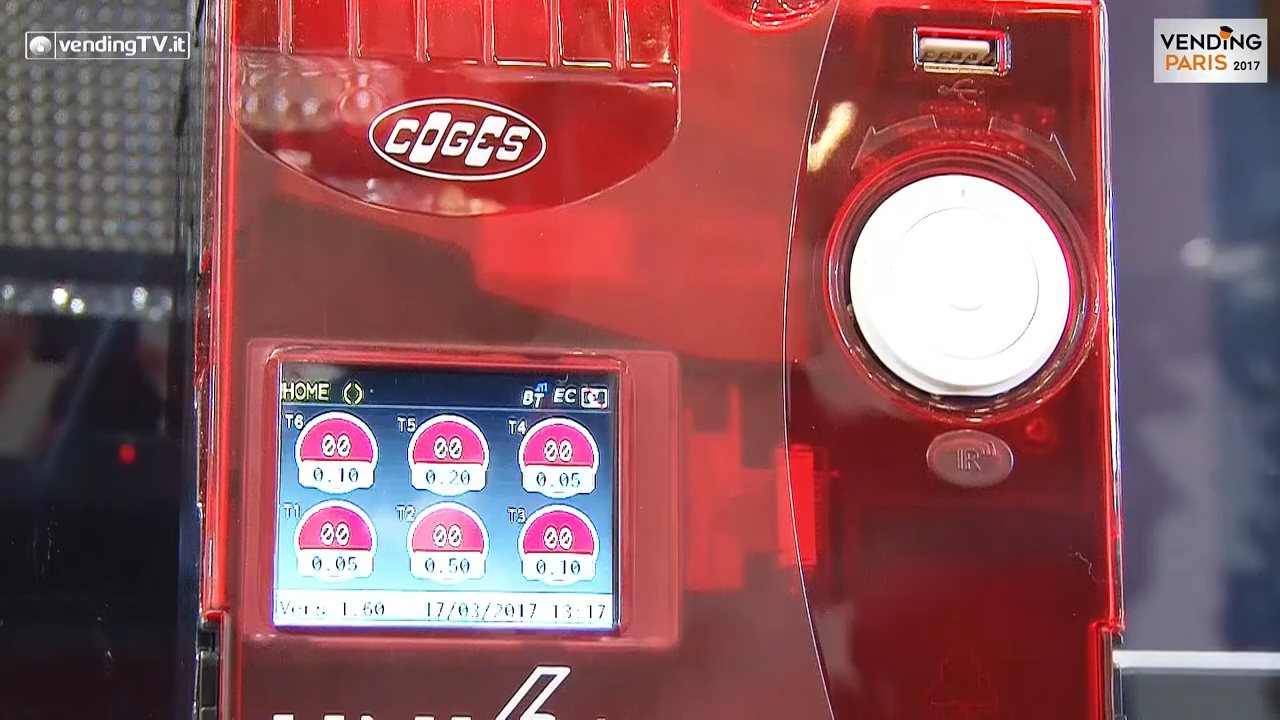 vendingTV.it
VENDING
PARIS 2017
COGES
HOME
BT EC
T6 T5 T4
00 00 00
0.10 0.20 0.05
T1 T2 T3
00 00 00
0.05 0.50 0.10
Vers 1.60 17/03/2017 13:17
IR
6